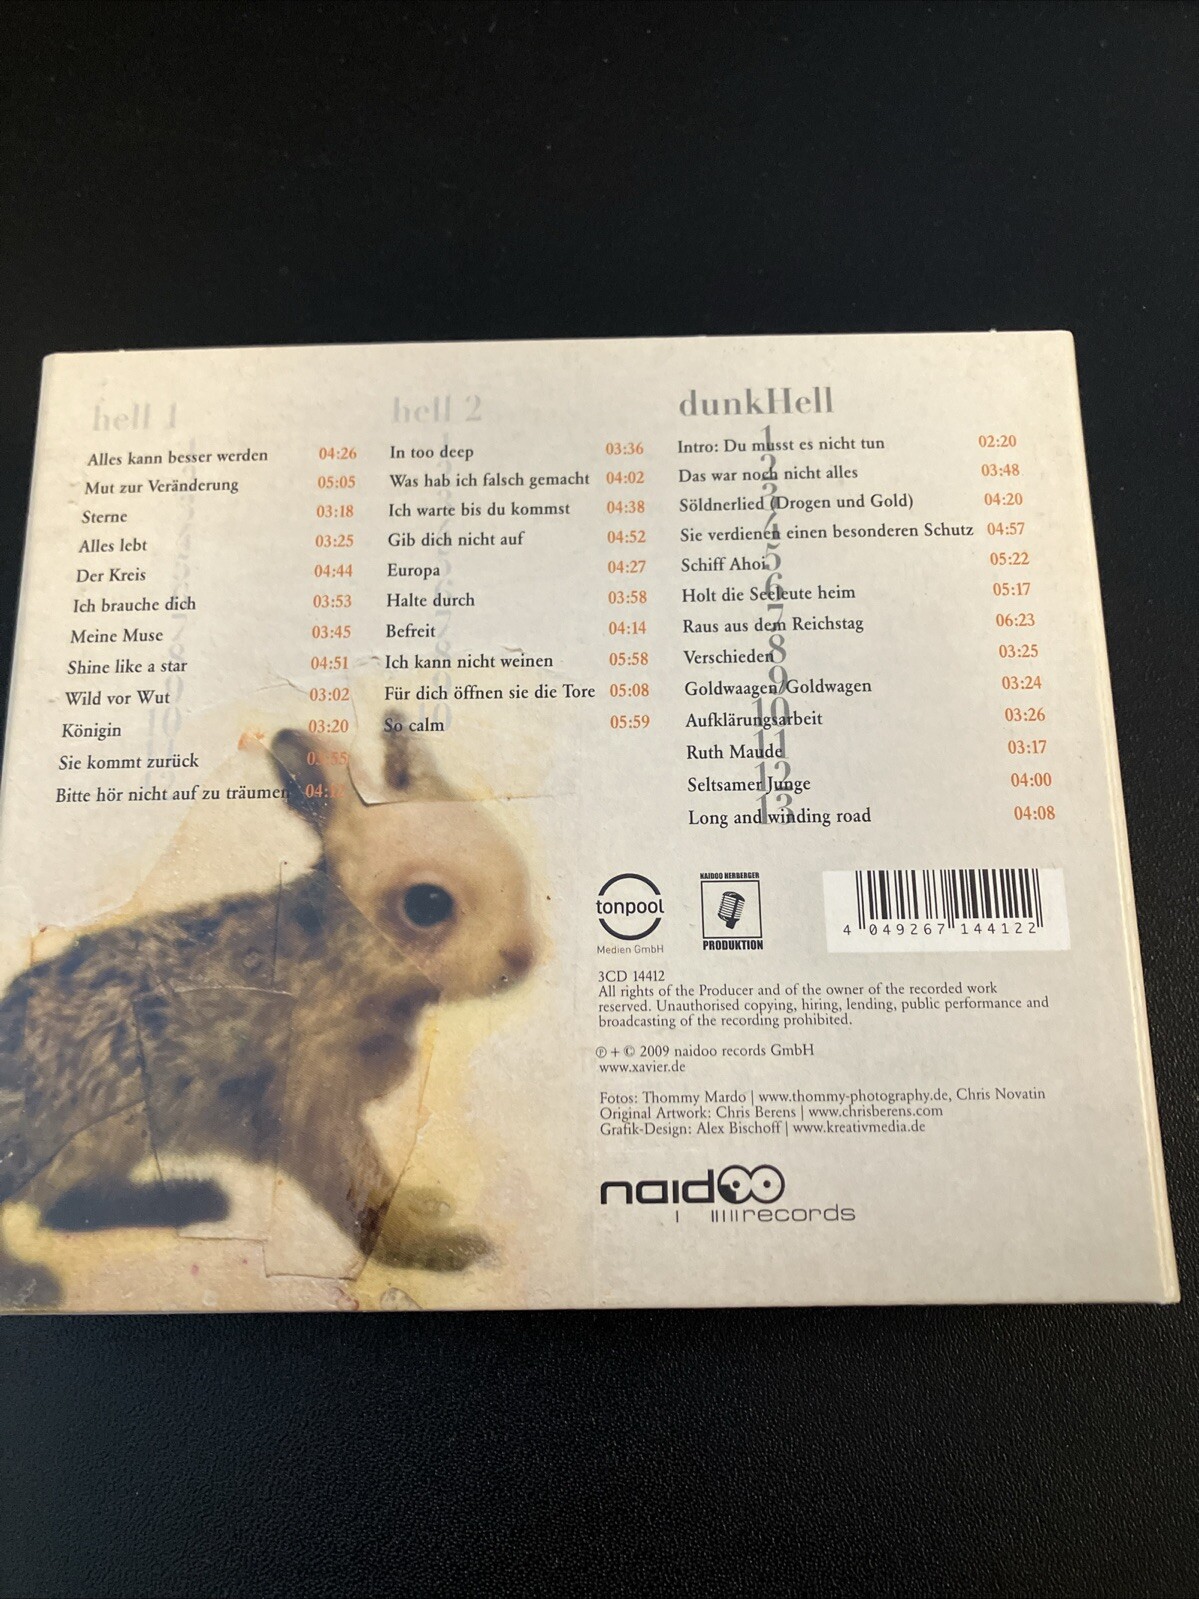 hell 1
Alles kann besser werden 04:26
Mut zur Veränderung 05:05
Sterne 03:18
Alles lebt 03:25
Der Kreis 04:44
Ich brauche dich 03:53
Meine Muse 03:45
Shine like a star 04:51
Wild vor Wut 03:02
Königin 03:20
Sie kommt zurück
Bitte hör nicht auf zu träumen
hell 2
In too deep 03:36
Was hab ich falsch gemacht 04:02
Ich warte bis du kommst 04:38
Gib dich nicht auf 04:52
Europa 04:27
Halte durch 03:58
Befreit 04:14
Ich kann nicht weinen 05:58
Für dich öffnen sie die Tore 05:08
So calm 05:59
dunkHell
1 Intro: Du musst es nicht tun 02:20
2 Das war noch nicht alles 03:48
3 Söldnerlied (Drogen und Gold) 04:20
4 Sie verdienen einen besonderen Schutz 04:57
5 Schiff Ahoi 05:22
6 Holt die Seeleute heim 05:17
7 Raus aus dem Reichstag 06:23
8 Verschieden 03:25
9 Goldwaagen/Goldwagen 03:24
10 Aufklärungsarbeit 03:26
11 Ruth Maude 03:17
12 Seltsamer Junge 04:00
13 Long and winding road 04:08
tonpool
Medien GmbH
NAIDOO HERBERGER
PRODUKTION
4 049267 144122
3CD 14412
All rights of the Producer and of the owner of the recorded work
reserved. Unauthorised copying, hiring, lending, public performance and
broadcasting of the recording prohibited.
℗ + © 2009 naidoo records GmbH
www.xavier.de
Fotos: Thommy Mardo | www.thommy-photography.de, Chris Novatin
Original Artwork: Chris Berens | www.chrisberens.com
Grafik-Design: Alex Bischoff | www.kreativmedia.de
naidoo
records